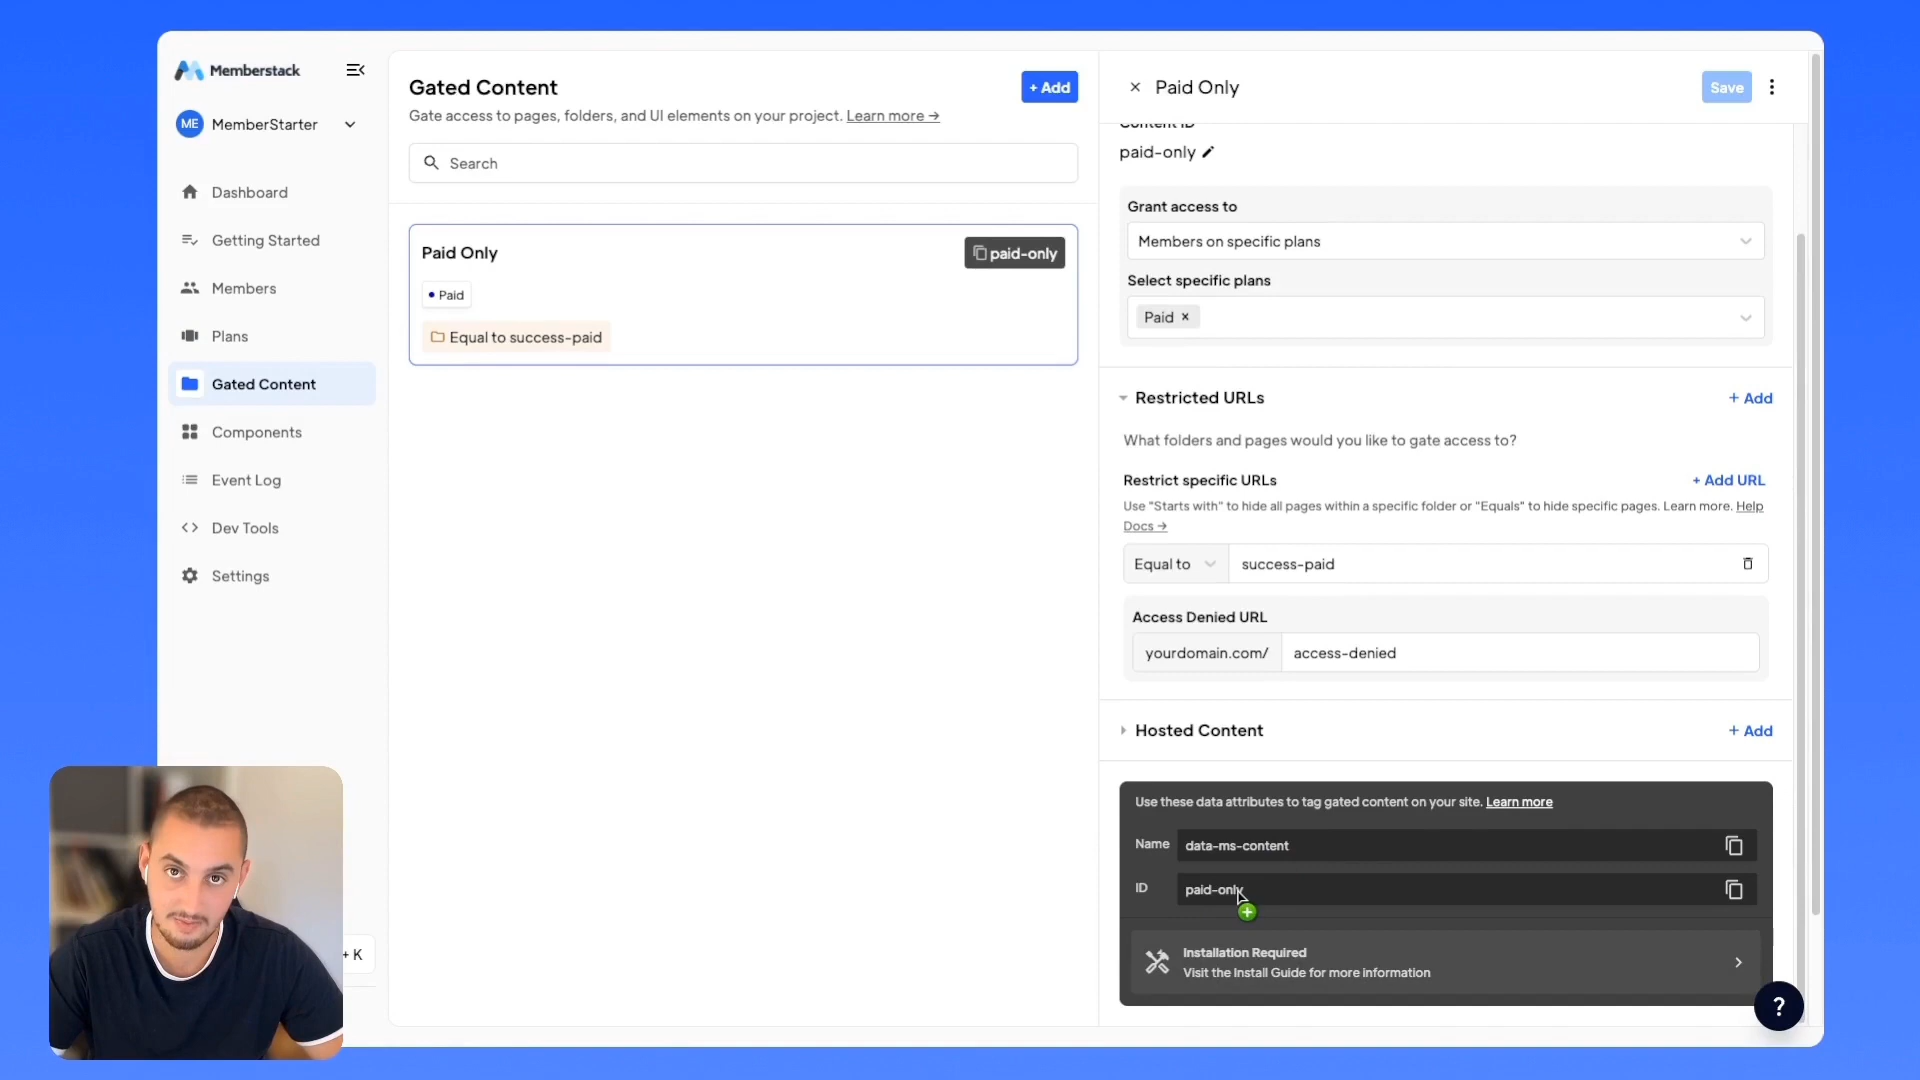 Memberstack
ME MemberStarter
Dashboard
Getting Started
Members
Plans
Gated Content
Components
Event Log
Dev Tools
Settings
+ K
Gated Content
+ Add
Gate access to pages, folders, and UI elements on your project. Learn more →
Search
Paid Only
paid-only
Paid
Equal to success-paid
× Paid Only
Save
Content ID
paid-only
Grant access to
Members on specific plans
Select specific plans
Paid ×
Restricted URLs
+ Add
What folders and pages would you like to gate access to?
Restrict specific URLs
+ Add URL
Use "Starts with" to hide all pages within a specific folder or "Equals" to hide specific pages. Learn more. Help
Docs →
Equal to
success-paid
Access Denied URL
yourdomain.com/
access-denied
Hosted Content
+ Add
Use these data attributes to tag gated content on your site. Learn more
Name
data-ms-content
ID
paid-only
Installation Required
Visit the Install Guide for more information
?